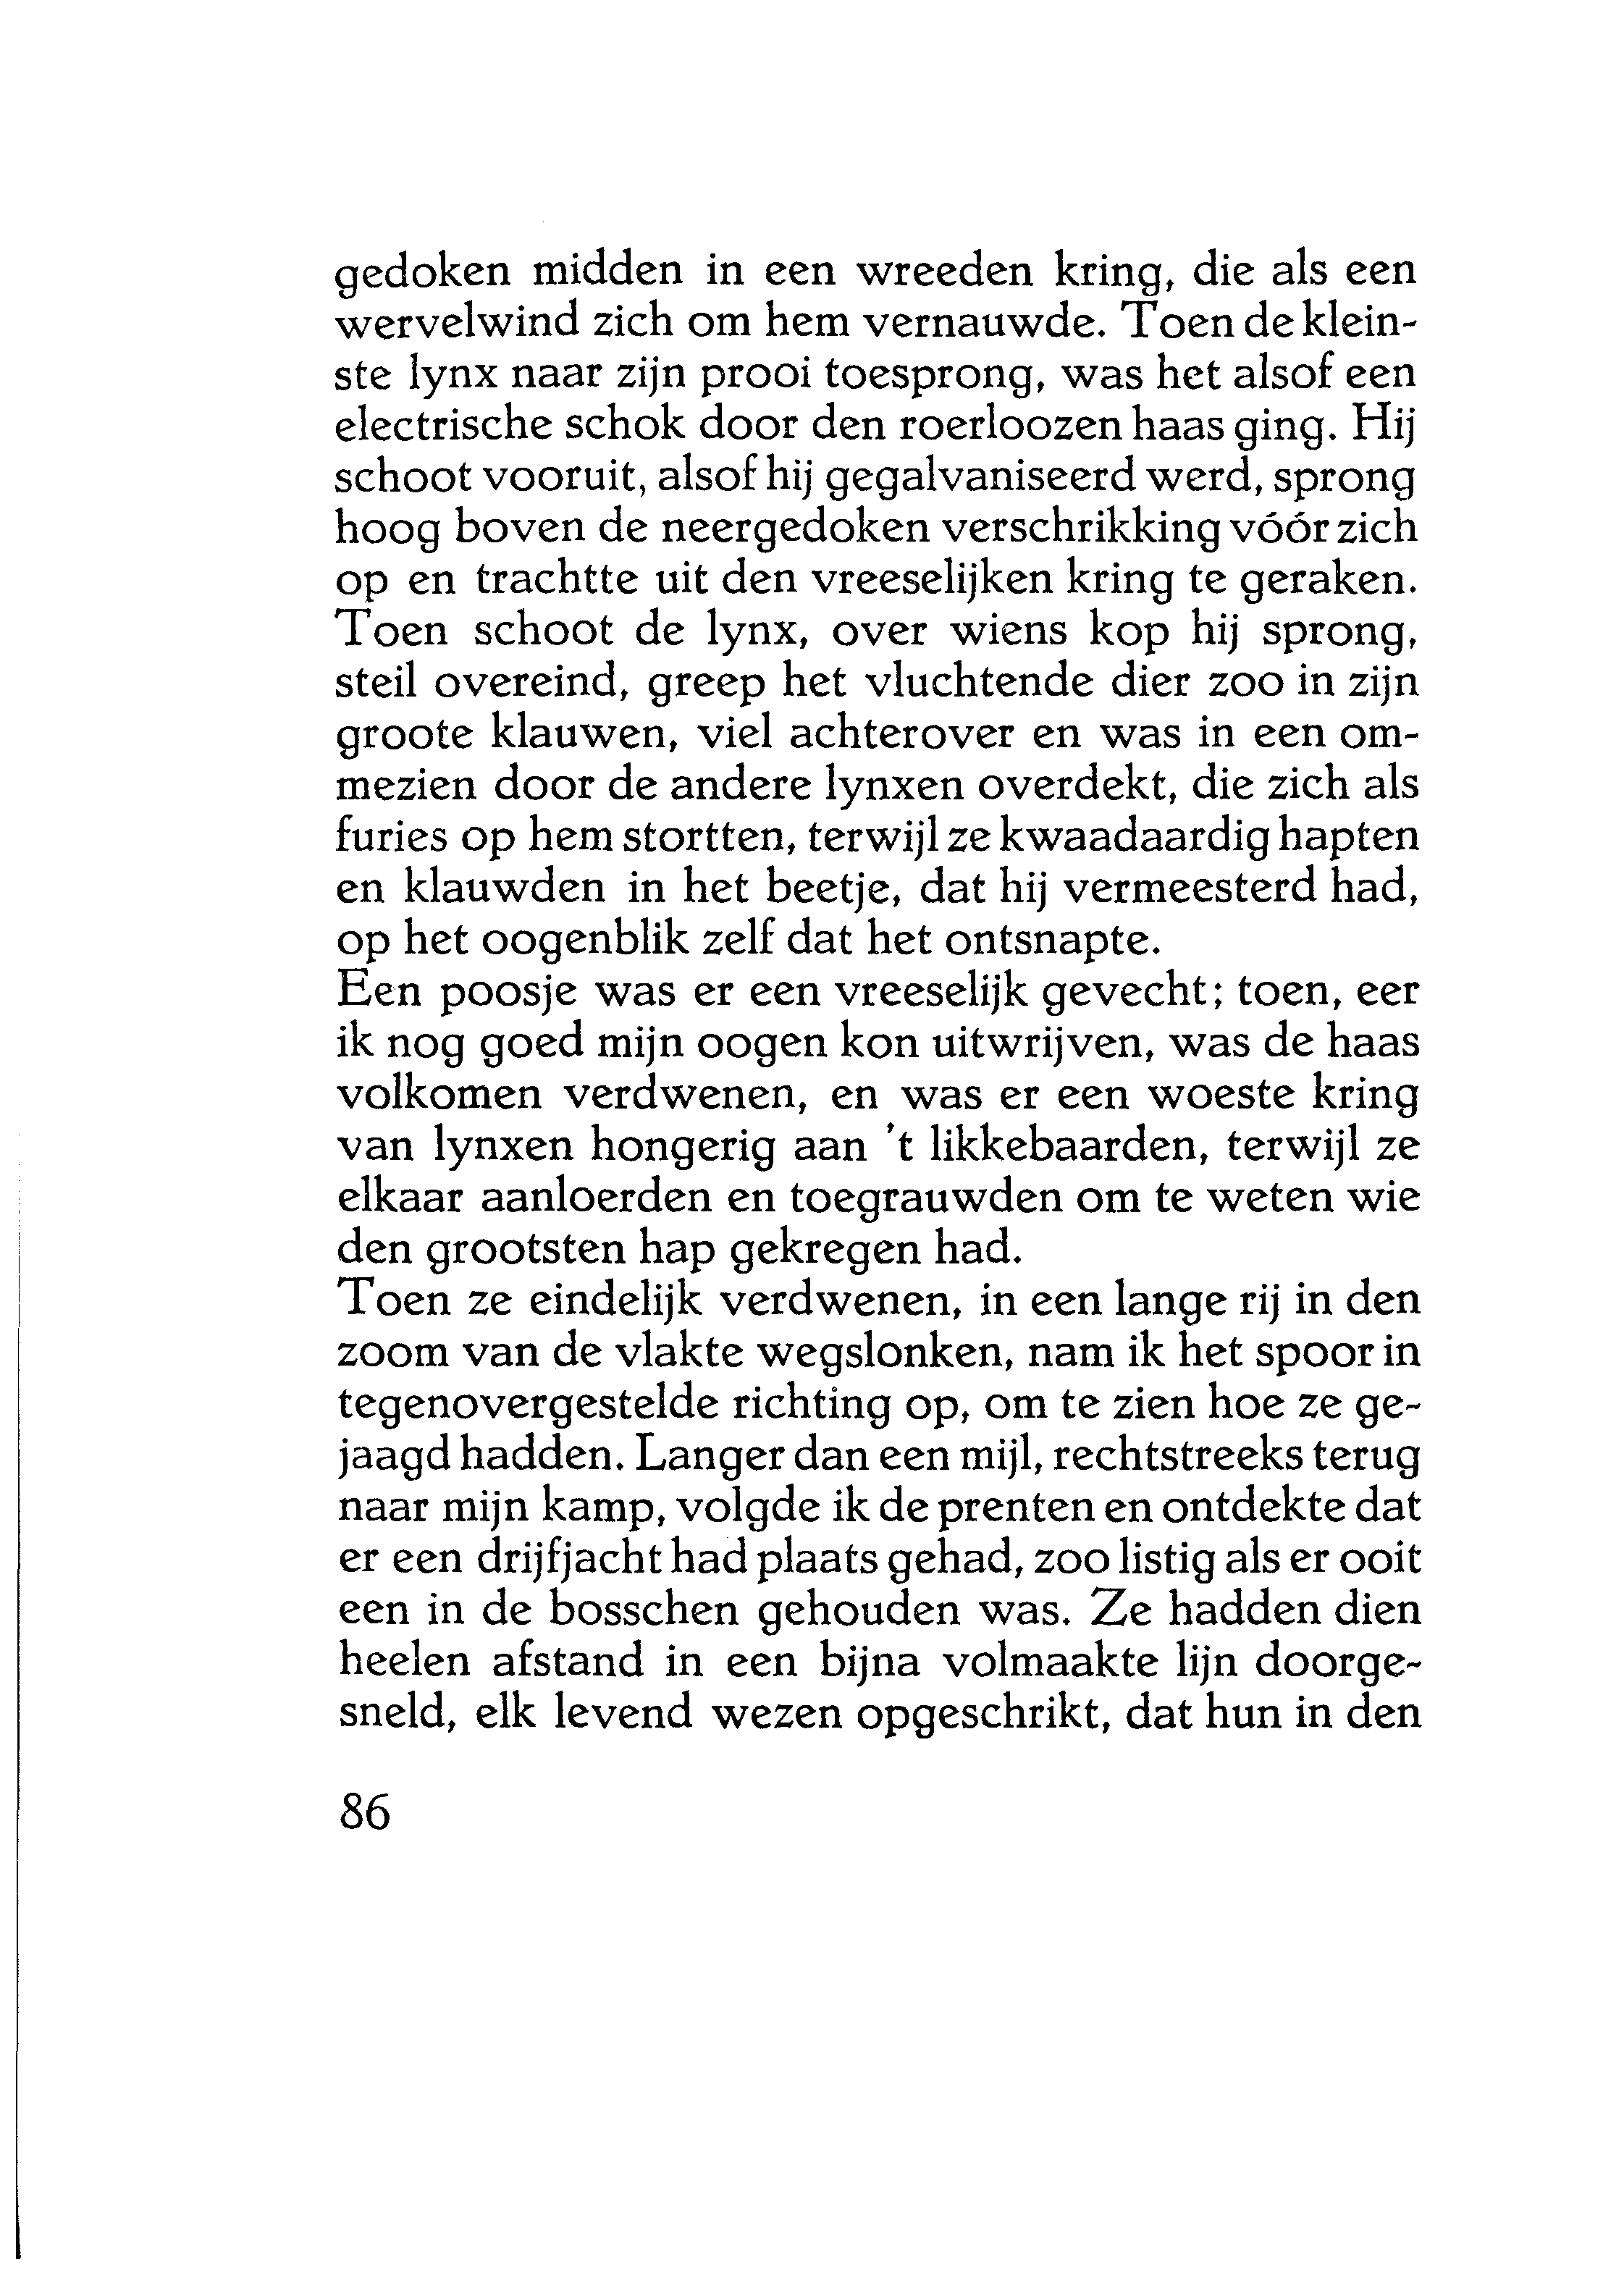 gedoken midden in een wreeden kring, die als een
wervelwind zich om hem vernauwde. Toen de klein-
ste lynx naar zijn prooi toesprong, was het alsof een
electrische schok door den roerloozen haas ging. Hij
schoot vooruit, alsof hij gegalvaniseerd werd, sprong
hoog boven de neergedoken verschrikking vóór zich
op en trachtte uit den vreeselijken kring te geraken.
Toen schoot de lynx, over wiens kop hij sprong,
steil overeind, greep het vluchtende dier zoo in zijn
groote klauwen, viel achterover en was in een om-
mezien door de andere lynxen overdekt, die zich als
furies op hem stortten, terwijl ze kwaadaardig hapten
en klauwden in het beetje, dat hij vermeesterd had,
op het oogenblik zelf dat het ontsnapte.
Een poosje was er een vreeselijk gevecht; toen, eer
ik nog goed mijn oogen kon uitwrijven, was de haas
volkomen verdwenen, en was er een woeste kring
van lynxen hongerig aan 't likkebaarden, terwijl ze
elkaar aanloerden en toegrauwden om te weten wie
den grootsten hap gekregen had.
Toen ze eindelijk verdwenen, in een lange rij in den
zoom van de vlakte wegslonken, nam ik het spoor in
tegenovergestelde richting op, om te zien hoe ze ge-
jaagd hadden. Langer dan een mijl, rechtstreeks terug
naar mijn kamp, volgde ik de prenten en ontdekte dat
er een drijfjacht had plaats gehad, zoo listig als er ooit
een in de bosschen gehouden was. Ze hadden dien
heelen afstand in een bijna volmaakte lijn doorge-
sneld, elk levend wezen opgeschrikt, dat hun in den
86